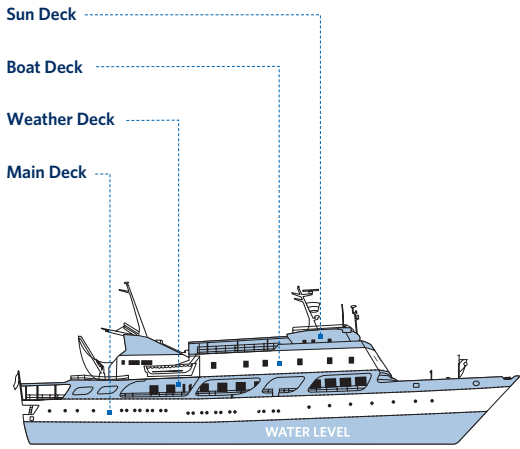 Sun Deck
Boat Deck
Weather Deck
Main Deck
WATER LEVEL